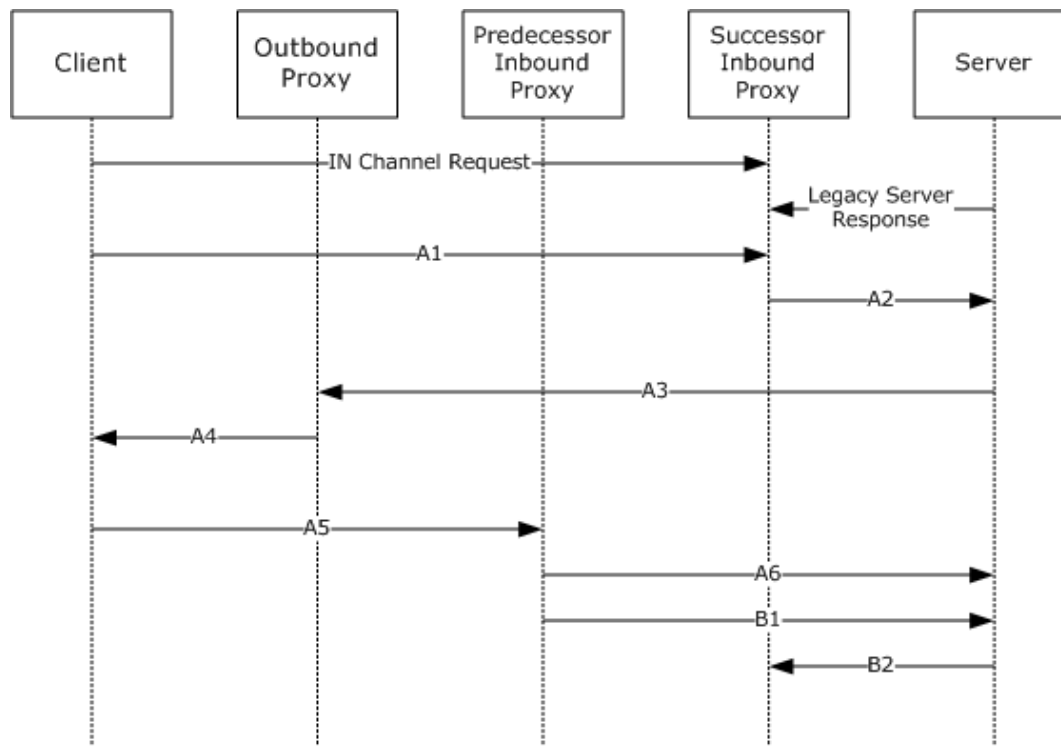 Client
Outbound
Proxy
Predecessor
Inbound
Proxy
Successor
Inbound
Proxy
Server
IN Channel Request
Legacy Server
Response
A1
A2
A3
A4
A5
A6
B1
B2